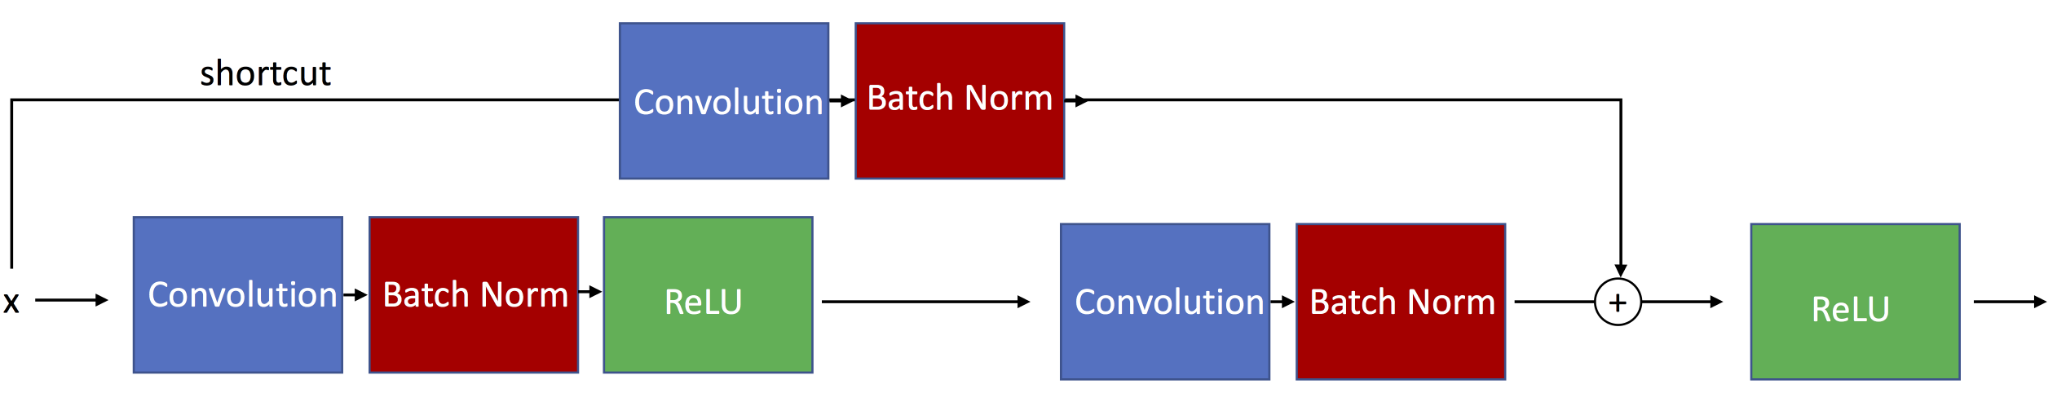 shortcut
Convolution
Batch Norm
x
Convolution
Batch Norm
ReLU
Convolution
Batch Norm
+
ReLU